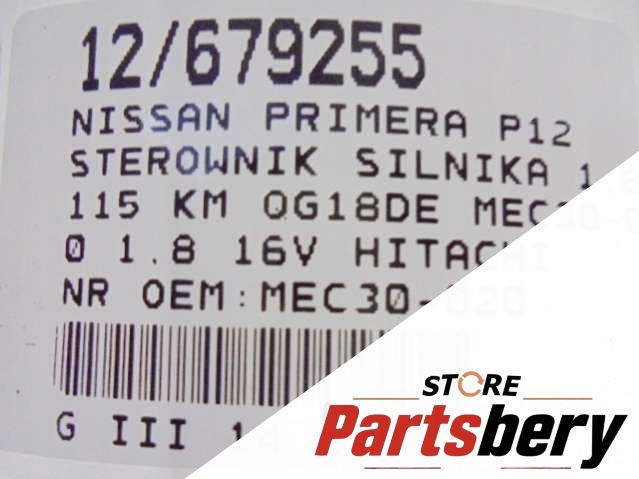 12/679255
NISSAN PRIMERA P12
STEROWNIK SILNIKA
115 KM QG18DE
0 1.8 16V HITACHI
NR OEM:MEC30-020
G III
STORE
Partsbery